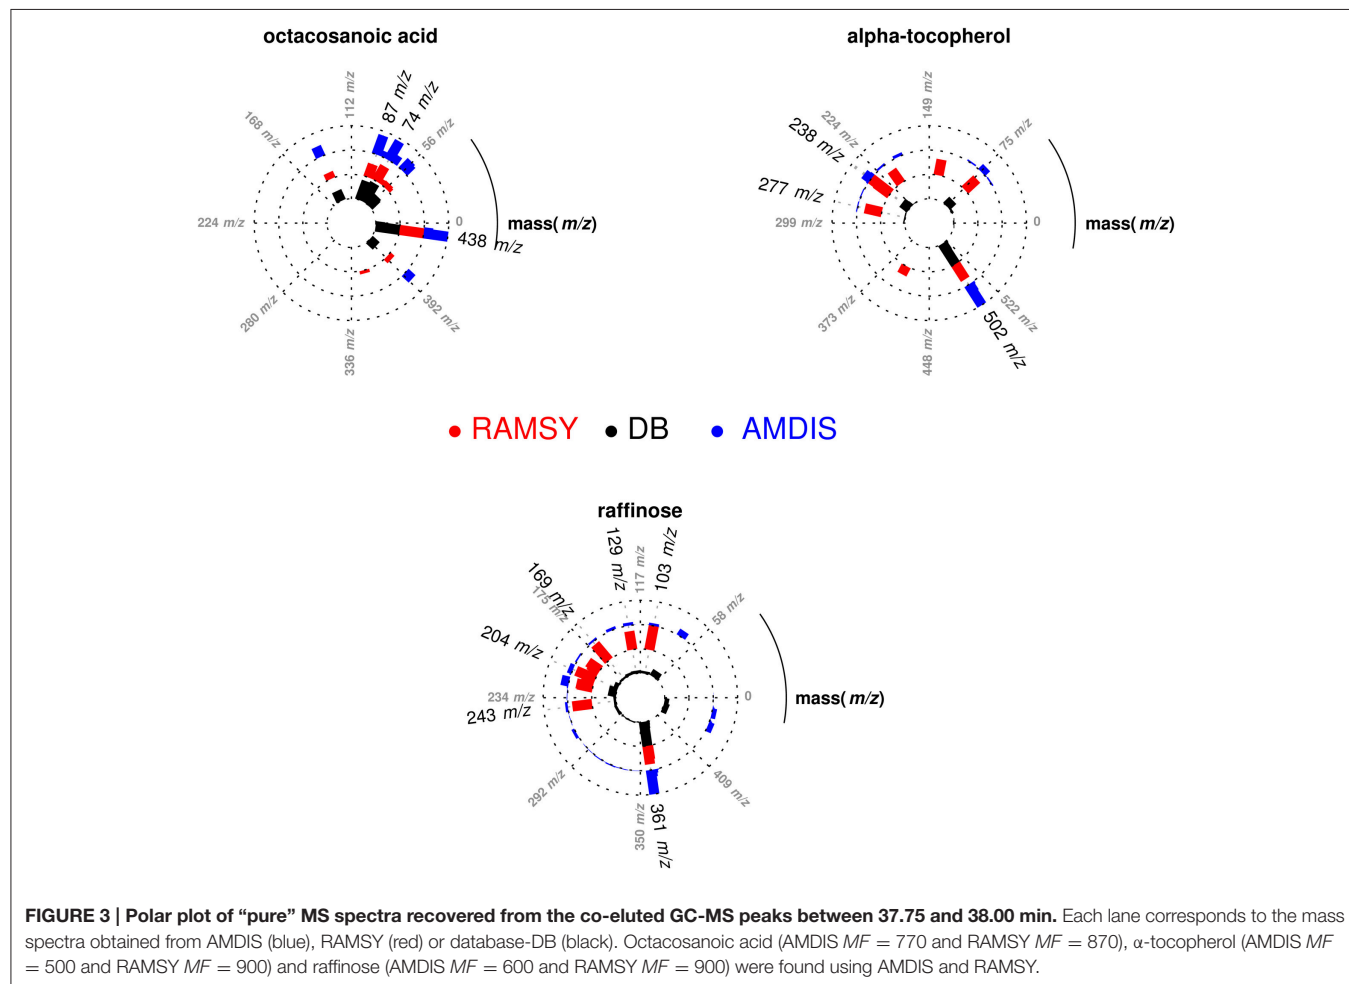 octacosanoic acid
112 m/z
87 m/z
74 m/z
56 m/z
168 m/z
224 m/z
0
mass(m/z)
438 m/z
280 m/z
336 m/z
392 m/z
alpha-tocopherol
149 m/z
75 m/z
224 m/z
238 m/z
277 m/z
299 m/z
0
mass(m/z)
373 m/z
448 m/z
502 m/z
522 m/z
RAMSY DB AMDIS
raffinose
129 m/z
117 m/z
103 m/z
58 m/z
169 m/z
175 m/z
204 m/z
234 m/z
243 m/z
0
mass(m/z)
292 m/z
350 m/z
361 m/z
409 m/z
FIGURE 3 | Polar plot of “pure” MS spectra recovered from the co-eluted GC-MS peaks between 37.75 and 38.00 min. Each lane corresponds to the mass
spectra obtained from AMDIS (blue), RAMSY (red) or database-DB (black). Octacosanoic acid (AMDIS MF = 770 and RAMSY MF = 870), α-tocopherol (AMDIS MF
= 500 and RAMSY MF = 900) and raffinose (AMDIS MF = 600 and RAMSY MF = 900) were found using AMDIS and RAMSY.